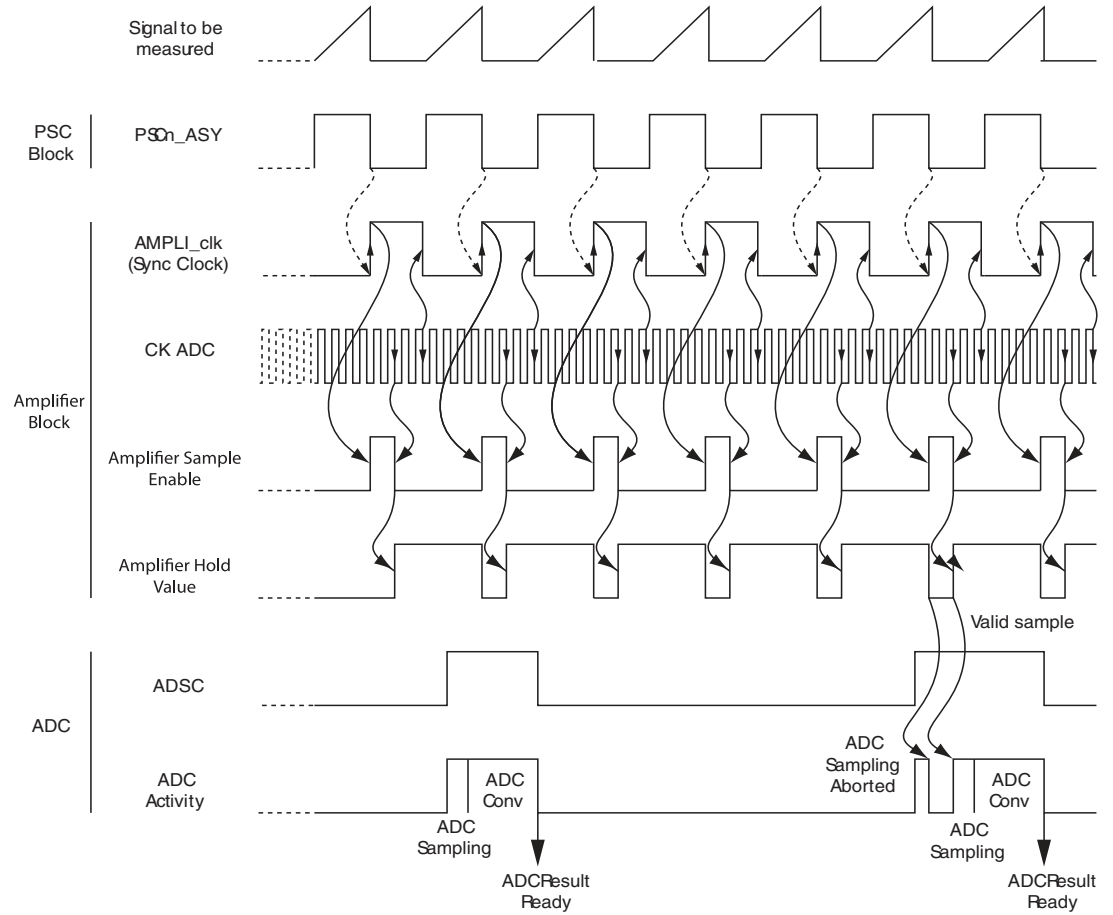 Signal to be
measured
PSC
Block
PSCn_ASY
AMPLI_clk
(Sync Clock)
CK ADC
Amplifier
Block
Amplifier Sample
Enable
Amplifier Hold
Value
Valid sample
ADSC
ADC
ADC
Activity
ADC
Conv
ADC
Sampling
ADC Result
Ready
ADC
Sampling
Aborted
ADC
Conv
ADC
Sampling
ADC Result
Ready